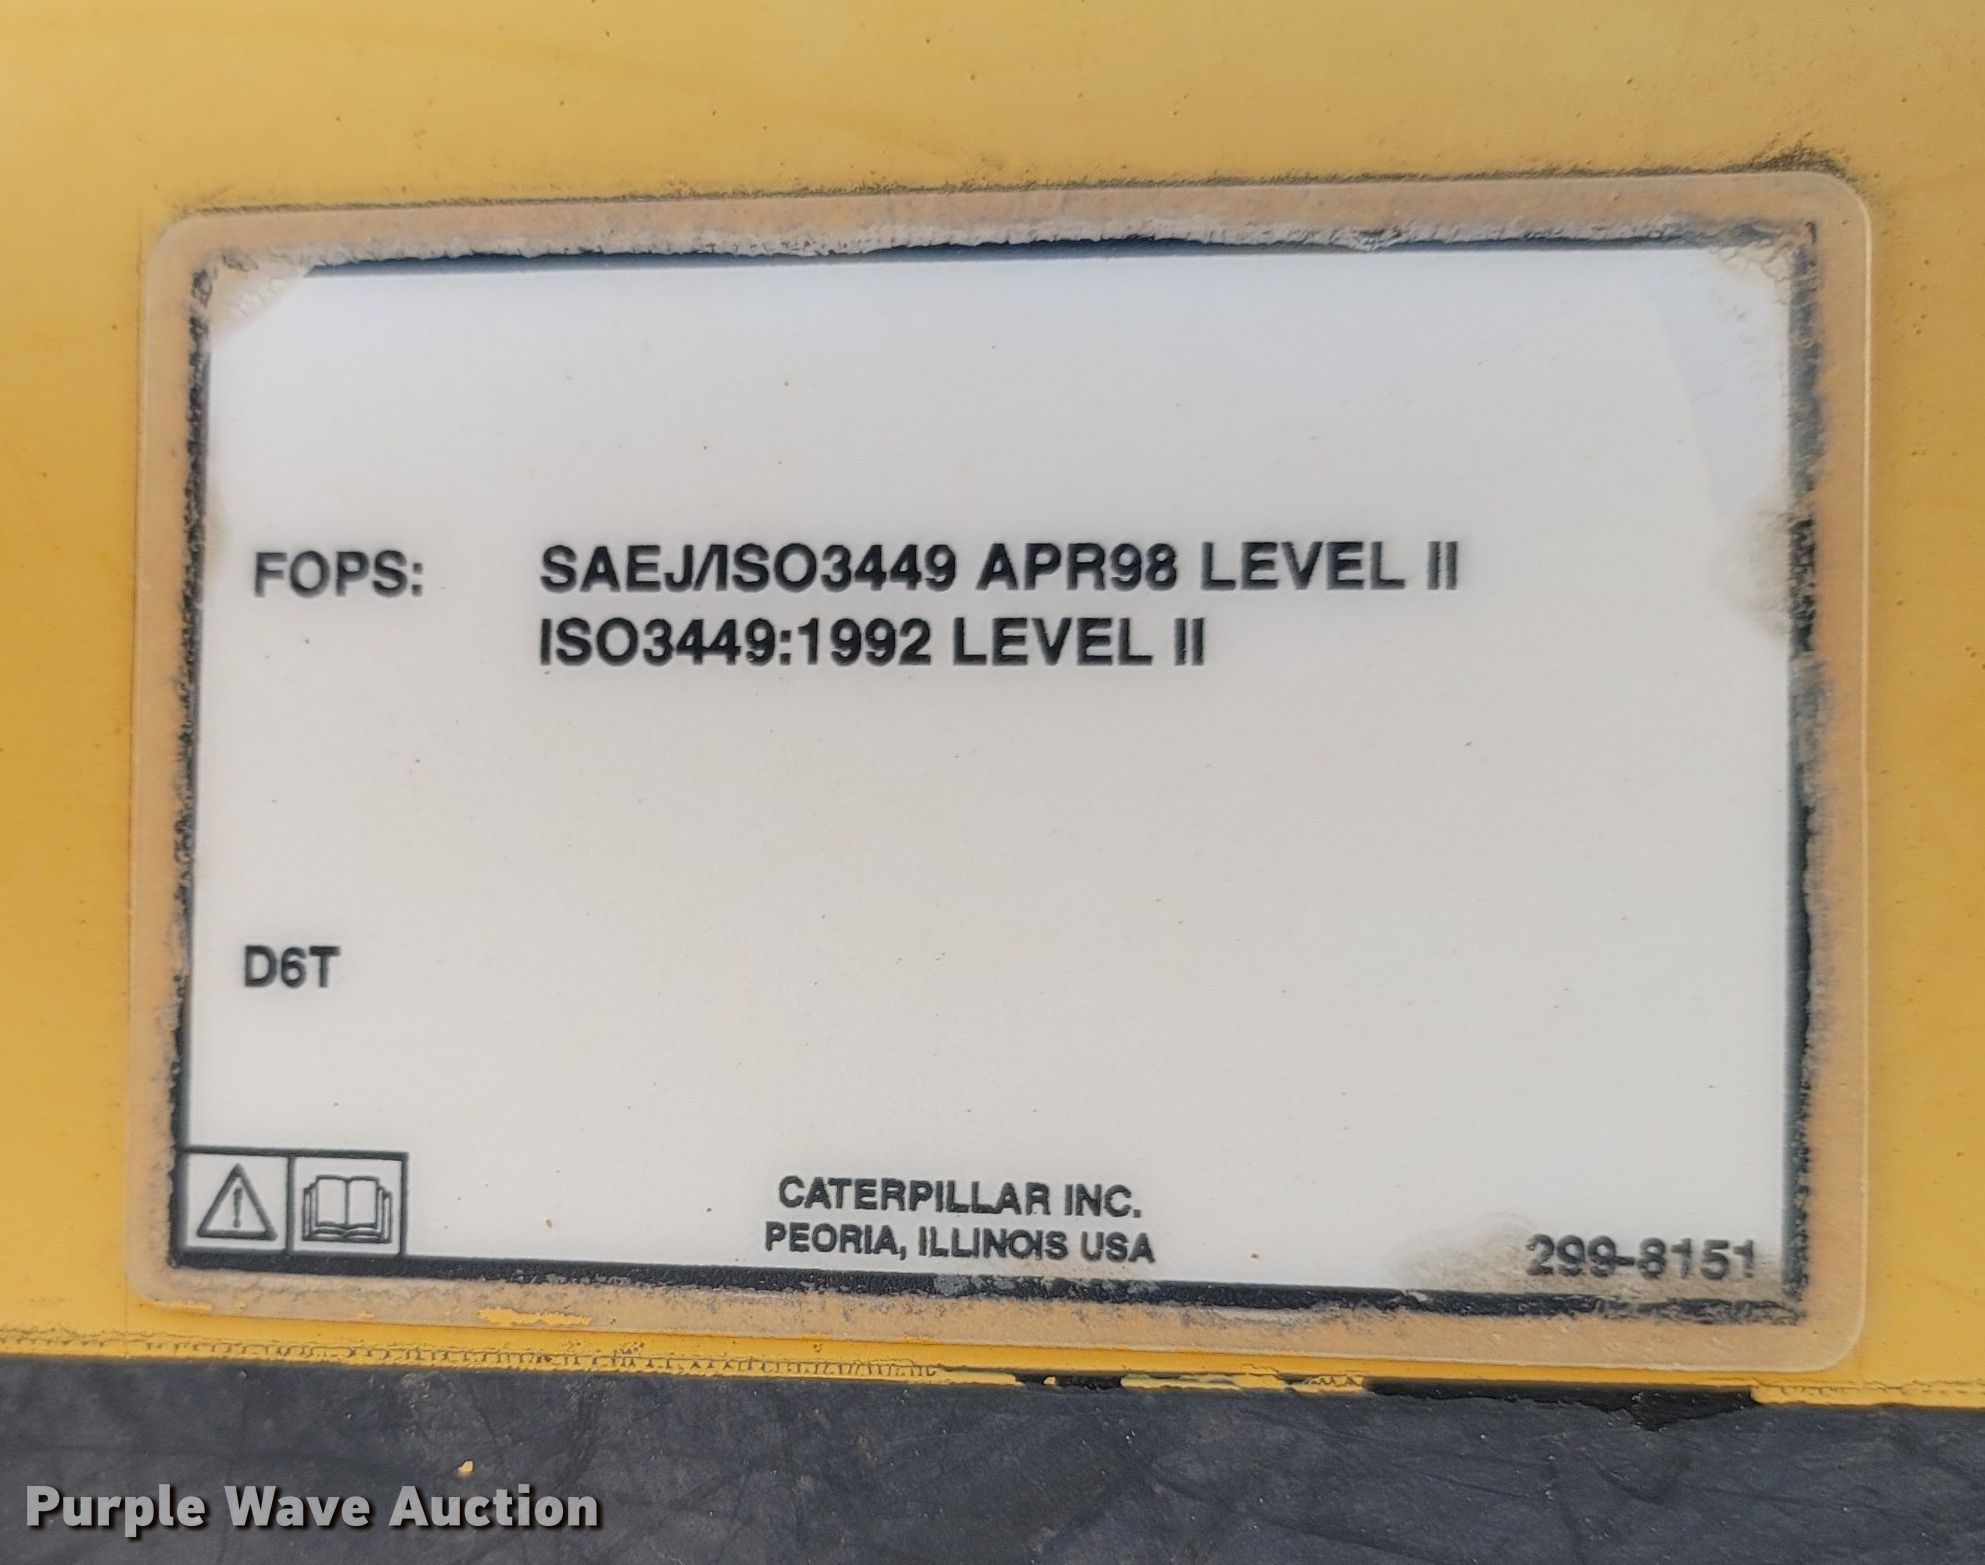 FOPS: SAEJ/ISO3449 APR98 LEVEL II
ISO3449:1992 LEVEL II
D6T
CATERPILLAR INC.
PEORIA, ILLINOIS USA
299-8151
Purple Wave Auction